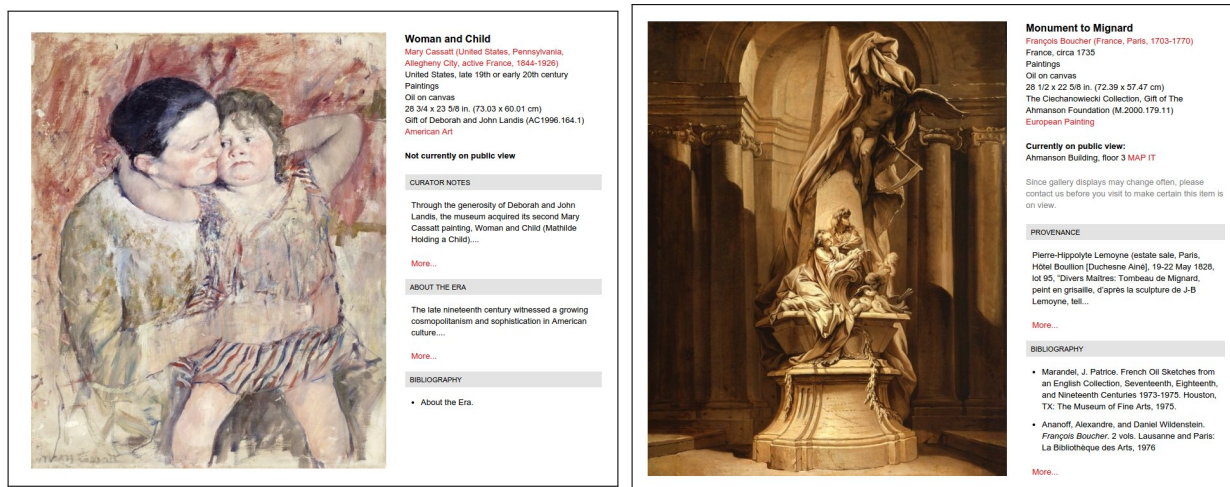 Woman and Child
Mary Cassatt (United States, Pennsylvania,
Allegheny City, active France, 1844-1926)
United States, late 19th or early 20th century
Paintings
Oil on canvas
28 3/4 x 23 5/8 in. (73.03 x 60.01 cm)
Gift of Deborah and John Landis (AC1996.164.1)
American Art
Not currently on public view
CURATOR NOTES
Through the generosity of Deborah and John
Landis, the museum acquired its second Mary
Cassatt painting, Woman and Child (Mathilde
Holding a Child)....
More...
ABOUT THE ERA
The late nineteenth century witnessed a growing
cosmopolitanism and sophistication in American
culture....
More...
BIBLIOGRAPHY
• About the Era.
Monument to Mignard
François Boucher (France, Paris, 1703-1770)
France, circa 1735
Paintings
Oil on canvas
28 1/2 x 22 5/8 in. (72.39 x 57.47 cm)
The Ciechanowiecki Collection, Gift of The
Ahmanson Foundation (M.2000.179.11)
European Painting
Currently on public view:
Ahmanson Building, floor 3 MAP IT
Since gallery displays may change often, please
contact us before you visit to make certain this item is
on view.
PROVENANCE
Pierre-Hippolyte Lemoyne (estate sale, Paris,
Hôtel Boullion [Duchesne Ainé], 19-22 May 1828,
lot 95, "Divers Maîtres: Tombeau de Mignard,
peint en grisaille, d'après la sculpture de J-B
Lemoyne, tell...
More...
BIBLIOGRAPHY
• Marandel, J. Patrice. French Oil Sketches from
an English Collection, Seventeenth, Eighteenth,
and Nineteenth Centuries 1973-1975. Houston,
TX: The Museum of Fine Arts, 1975.
• Ananoff, Alexandre, and Daniel Wildenstein.
François Boucher. 2 vols. Lausanne and Paris:
La Bibliothèque des Arts, 1976
More...